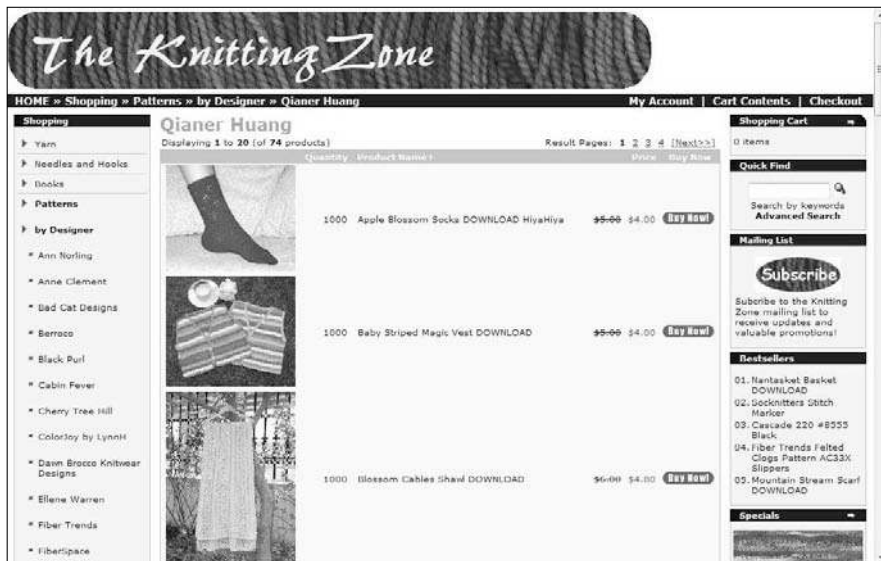 The Knitting Zone
HOME » Shopping » Patterns » by Designer » Qianer Huang
My Account | Cart Contents | Checkout
Shopping
Yarn
Needles and Hooks
Books
Patterns
by Designer
Ann Norling
Anne Clement
Bad Cat Designs
Berroco
Black Purl
Cabin Fever
Cherry Tree Hill
ColorJoy by LynnH
Dawn Brocco Knitwear
Designs
Ellene Warren
Fiber Trends
FiberSpace
Qianer Huang
Displaying 1 to 20 (of 74 products)
Result Pages: 1 2 3 4 [Next>>]
Quantity Product Name+ Price Buy Now
1000 Apple Blossom Socks DOWNLOAD HiyaHiya $5.00 $4.00 Buy Now!
1000 Baby Striped Magic Vest DOWNLOAD $5.00 $4.00 Buy Now!
1000 Blossom Cables Shawl DOWNLOAD $6.00 $4.80 Buy Now!
Shopping Cart
0 items
Quick Find
Search by keywords
Advanced Search
Mailing List
Subscribe
Subcribe to the Knitting
Zone mailing list to
receive updates and
valuable promotions!
Bestsellers
01. Nantasket Basket
DOWNLOAD
02. Socknitters Stitch
Marker
03. Cascade 220 #8555
Black
04. Fiber Trends Felted
Clogs Pattern AC33X
Slippers
05. Mountain Stream Scarf
DOWNLOAD
Specials